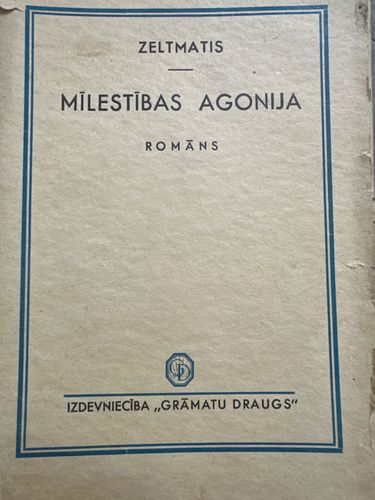 ZELTMATIS
MĪLESTĪBAS AGONIJA
ROMĀNS
IZDEVNIECĪBA „GRĀMATU DRAUGS"